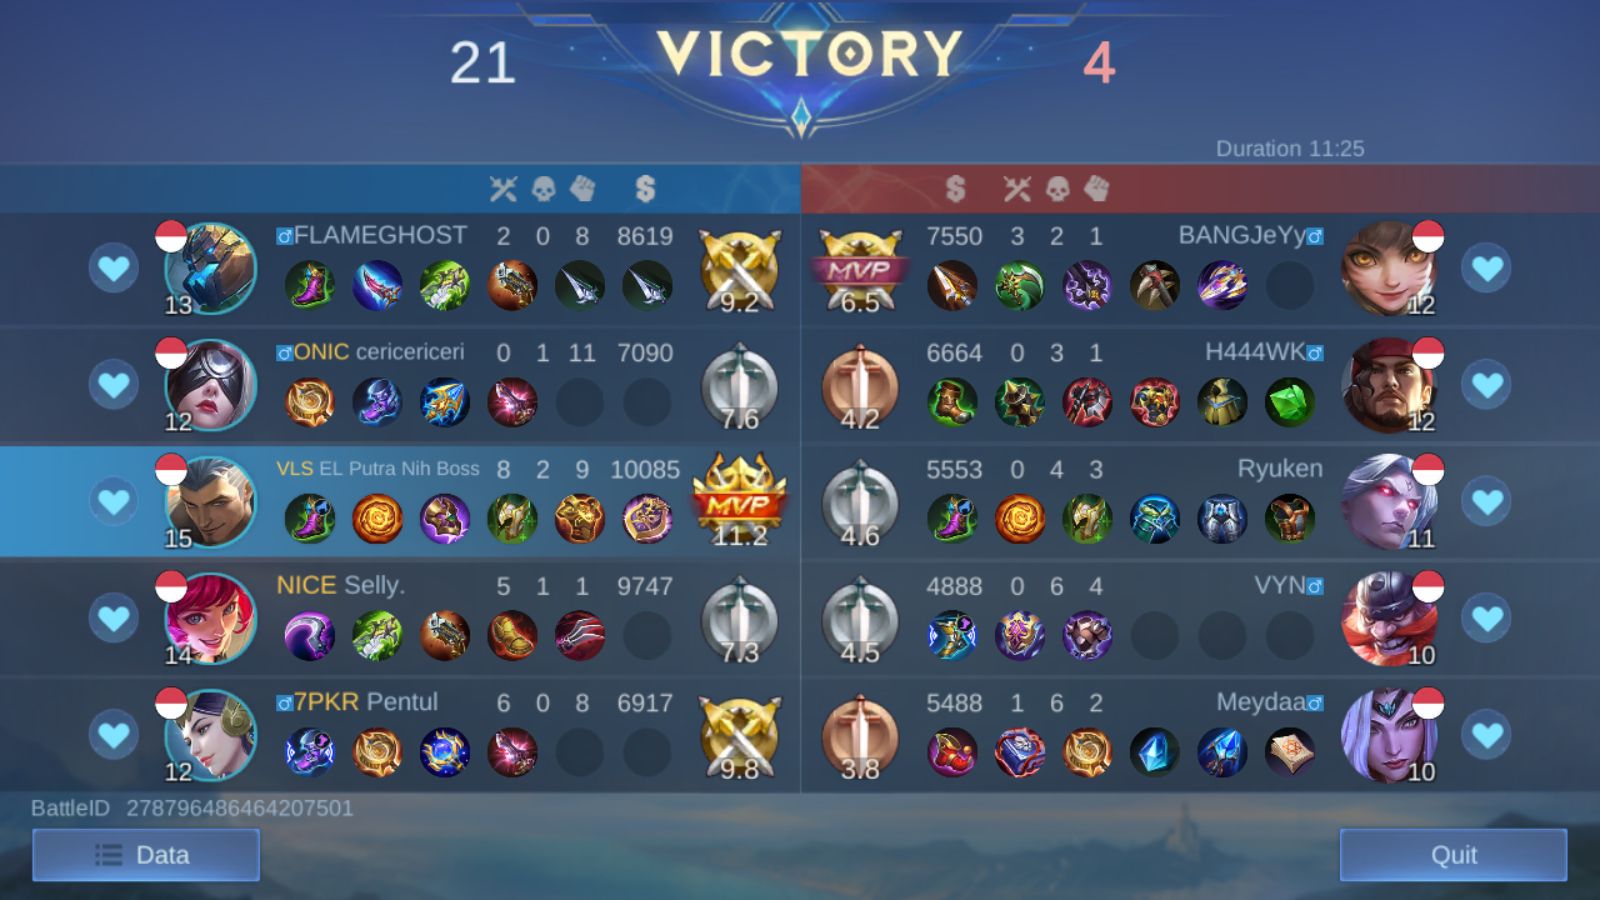 21 VICTORY 4
Duration 11:25
FLAMEGHOST 2 0 8 8619
13 9.2
MVP 6.5 7550 3 2 1 BANGJeYy
12
ONIC cericericeri 0 1 11 7090
12 7.6
4.2 6664 0 3 1 H444WK
12
VLS EL Putra Nih Boss 8 2 9 10085
15 MVP 11.2
4.6 5553 0 4 3 Ryuken
11
NICE Selly. 5 1 1 9747
14 7.3
4.5 4888 0 6 4 VYN
10
7PKR Pentul 6 0 8 6917
12 9.8
3.8 5488 1 6 2 Meydaa
10
BattleID 278796486464207501
Data Quit